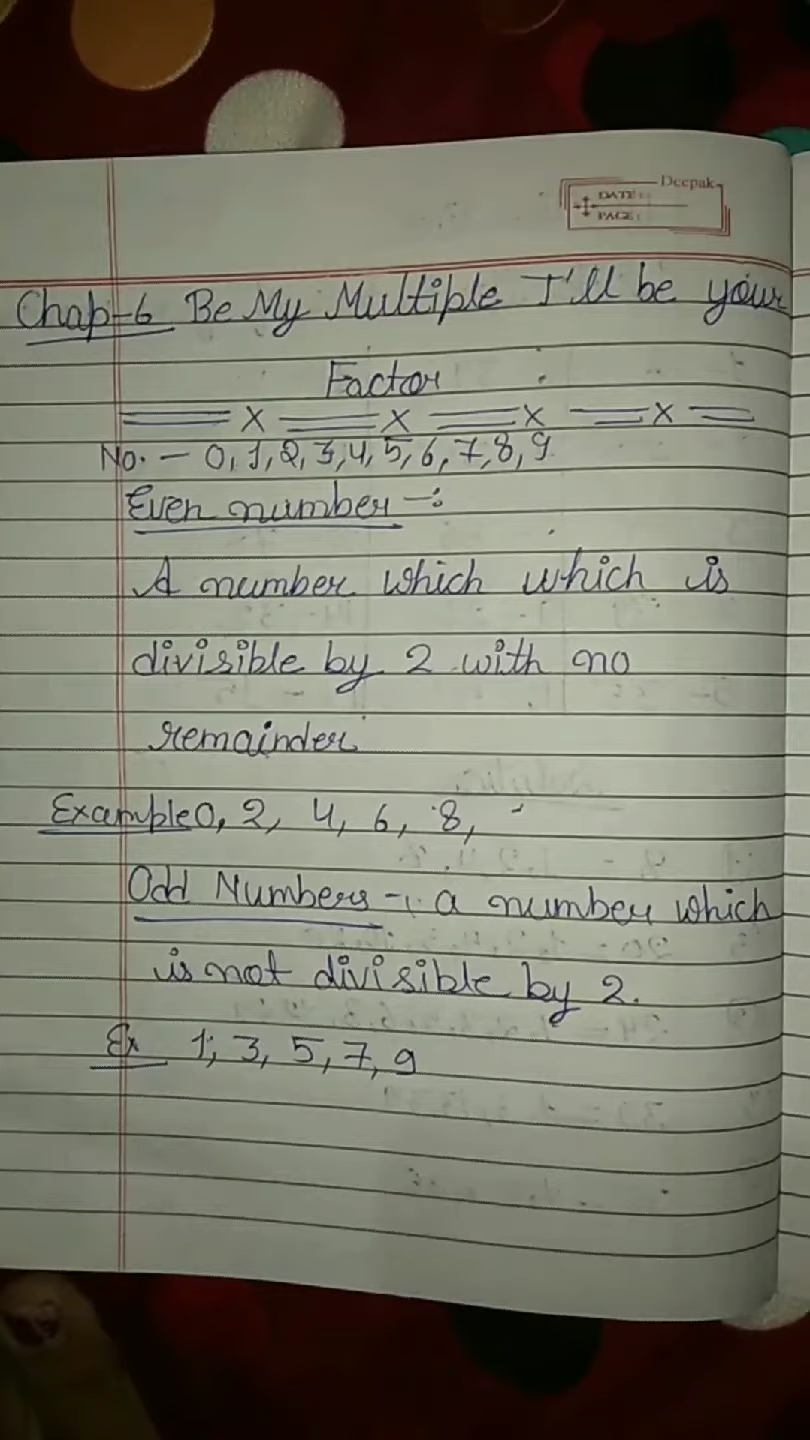 Deepak
DATE :
PAGE :
Chap-6 Be My Multiple I'll be your
Factor
X X X X
No. - 0, 1, 2, 3, 4, 5, 6, 7, 8, 9
Even number -:
A number which which is
divisible by 2 with no
remainder
Example 0, 2, 4, 6, 8,
Odd Numbers -: a number which
is not divisible by 2.
Ex 1, 3, 5, 7, 9